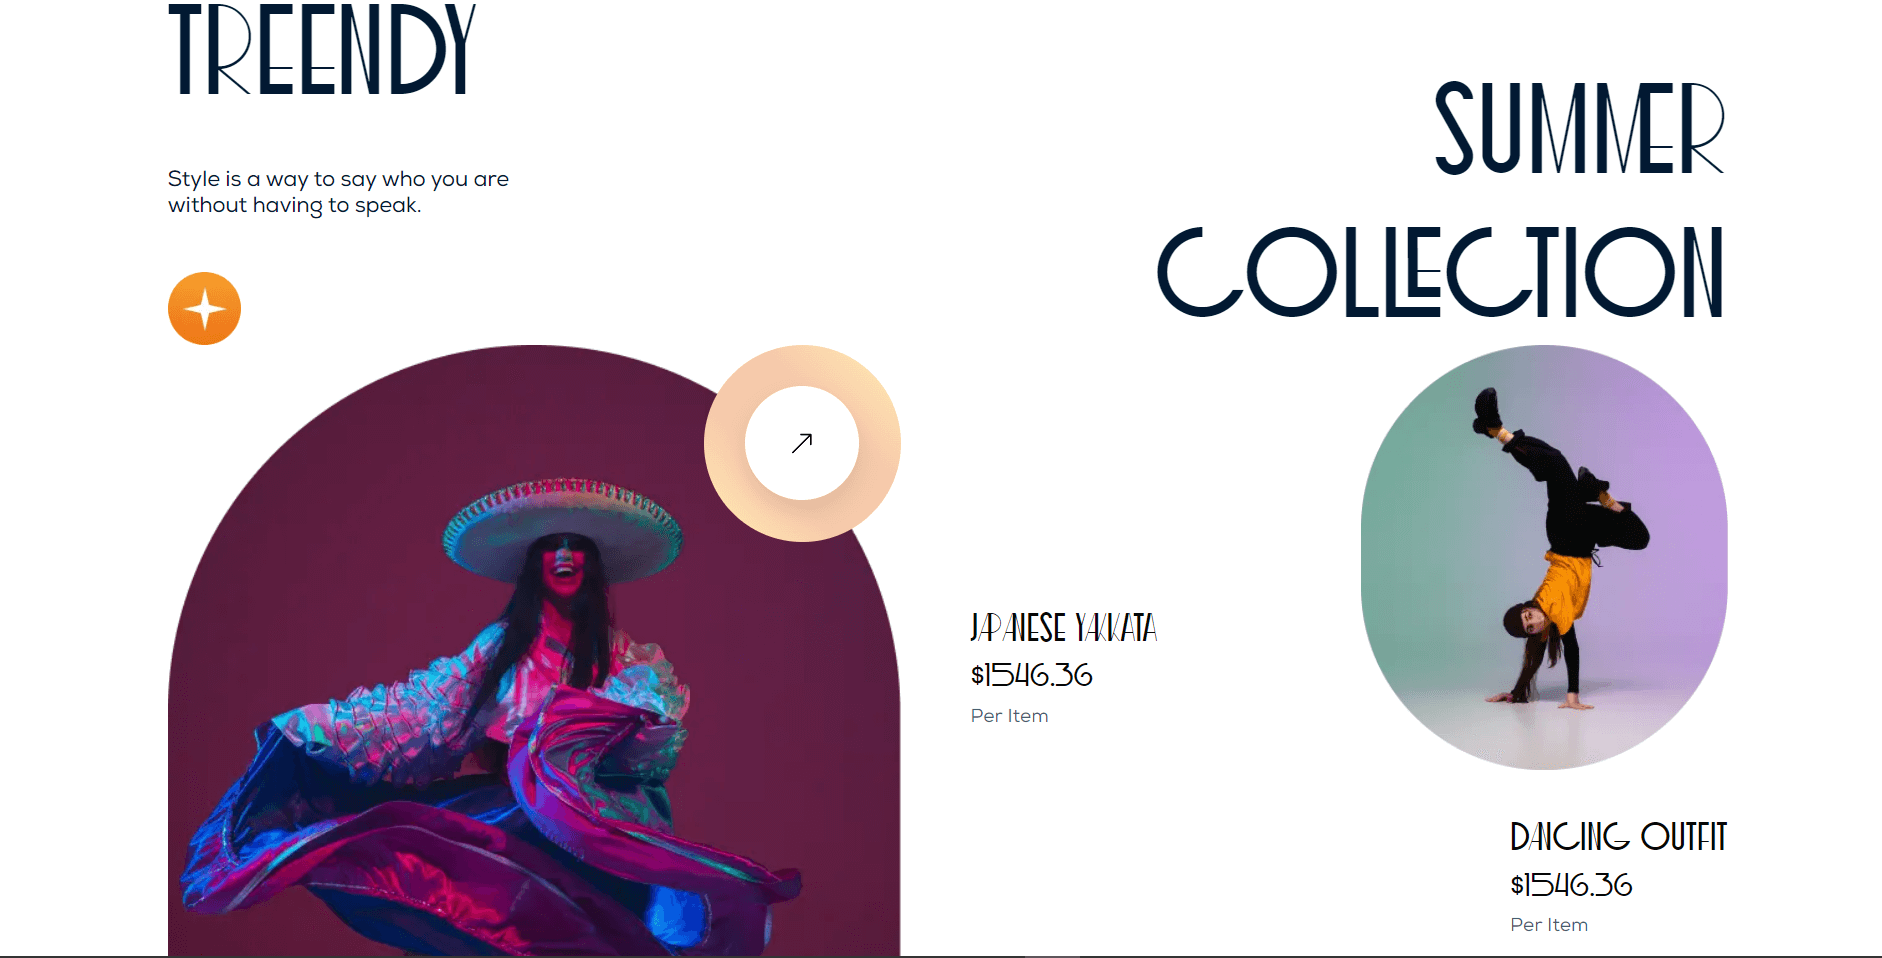 TREENDY
SUMMER
COLLECTION
Style is a way to say who you are
without having to speak.
JAPANESE YAKKATA
$1546.36
Per Item
DANCING OUTFIT
$1546.36
Per Item